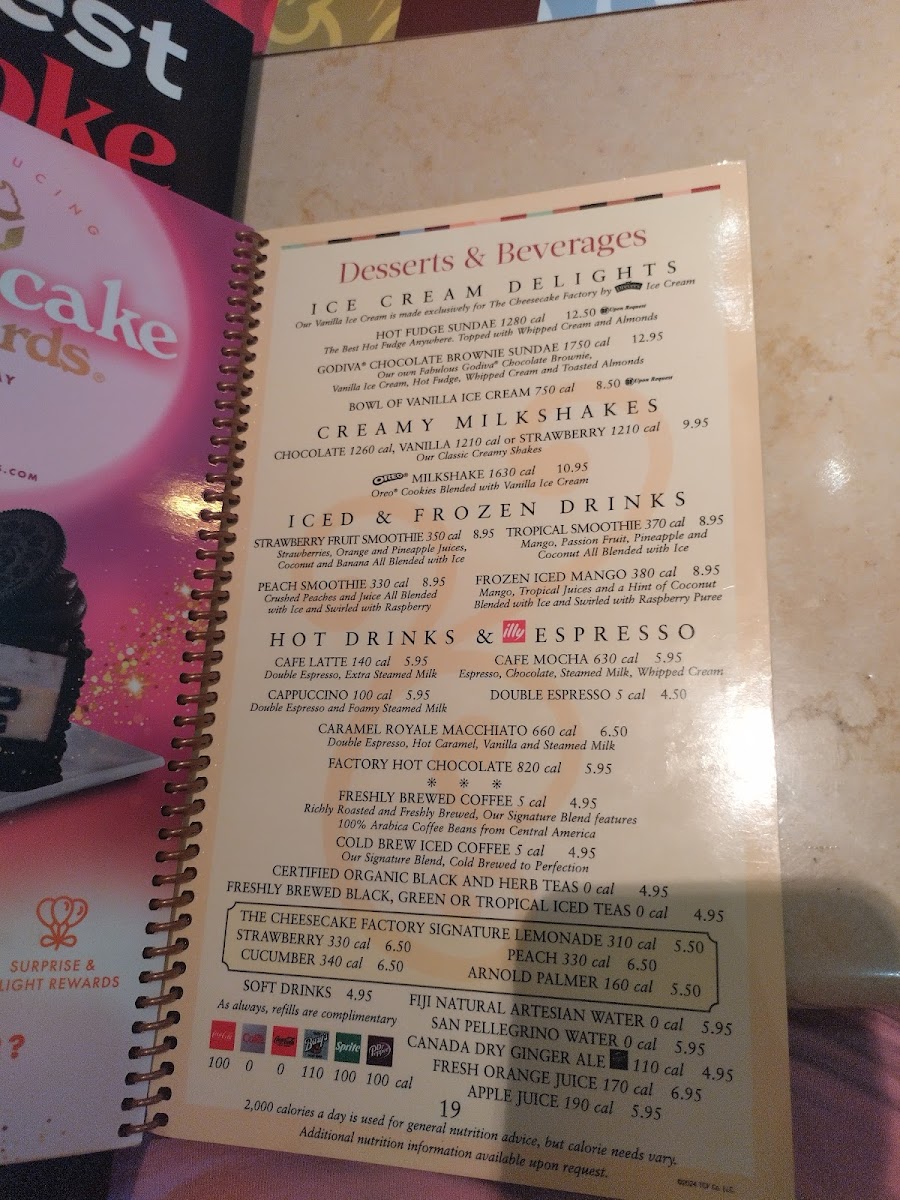 est
oke
UCING
cake
rds®
AY
S.COM
SURPRISE &
LIGHT REWARDS
?
Desserts & Beverages
ICE CREAM DELIGHTS
Our Vanilla Ice Cream is made exclusively for The Cheesecake Factory by Ice Cream
HOT FUDGE SUNDAE 1280 cal 12.50 Upon Request
The Best Hot Fudge Anywhere. Topped with Whipped Cream and Almonds
GODIVA® CHOCOLATE BROWNIE SUNDAE 1750 cal 12.95
Our own Fabulous Godiva® Chocolate Brownie,
Vanilla Ice Cream, Hot Fudge, Whipped Cream and Toasted Almonds
BOWL OF VANILLA ICE CREAM 750 cal 8.50 Upon Request
CREAMY MILKSHAKES
CHOCOLATE 1260 cal, VANILLA 1210 cal or STRAWBERRY 1210 cal 9.95
Our Classic Creamy Shakes
OREO® MILKSHAKE 1630 cal 10.95
Oreo® Cookies Blended with Vanilla Ice Cream
ICED & FROZEN DRINKS
STRAWBERRY FRUIT SMOOTHIE 350 cal 8.95
Strawberries, Orange and Pineapple Juices,
Coconut and Banana All Blended with Ice
TROPICAL SMOOTHIE 370 cal 8.95
Mango, Passion Fruit, Pineapple and
Coconut All Blended with Ice
PEACH SMOOTHIE 330 cal 8.95
Crushed Peaches and Juice All Blended
with Ice and Swirled with Raspberry
FROZEN ICED MANGO 380 cal 8.95
Mango, Tropical Juices and a Hint of Coconut
Blended with Ice and Swirled with Raspberry Puree
HOT DRINKS & illy ESPRESSO
CAFE LATTE 140 cal 5.95
Double Espresso, Extra Steamed Milk
CAFE MOCHA 630 cal 5.95
Espresso, Chocolate, Steamed Milk, Whipped Cream
CAPPUCCINO 100 cal 5.95
Double Espresso and Foamy Steamed Milk
DOUBLE ESPRESSO 5 cal 4.50
CARAMEL ROYALE MACCHIATO 660 cal 6.50
Double Espresso, Hot Caramel, Vanilla and Steamed Milk
FACTORY HOT CHOCOLATE 820 cal 5.95
FRESHLY BREWED COFFEE 5 cal 4.95
Richly Roasted and Freshly Brewed, Our Signature Blend features
100% Arabica Coffee Beans from Central America
COLD BREW ICED COFFEE 5 cal 4.95
Our Signature Blend, Cold Brewed to Perfection
CERTIFIED ORGANIC BLACK AND HERB TEAS 0 cal 4.95
FRESHLY BREWED BLACK, GREEN OR TROPICAL ICED TEAS 0 cal 4.95
THE CHEESECAKE FACTORY SIGNATURE LEMONADE 310 cal 5.50
STRAWBERRY 330 cal 6.50 PEACH 330 cal 6.50
CUCUMBER 340 cal 6.50 ARNOLD PALMER 160 cal 5.50
SOFT DRINKS 4.95
As always, refills are complimentary
Sprite
100 0 0 110 100 100 cal
FIJI NATURAL ARTESIAN WATER 0 cal 5.95
SAN PELLEGRINO WATER 0 cal 5.95
CANADA DRY GINGER ALE 110 cal 4.95
FRESH ORANGE JUICE 170 cal 6.95
APPLE JUICE 190 cal 5.95
19
2,000 calories a day is used for general nutrition advice, but calorie needs vary.
Additional nutrition information available upon request.